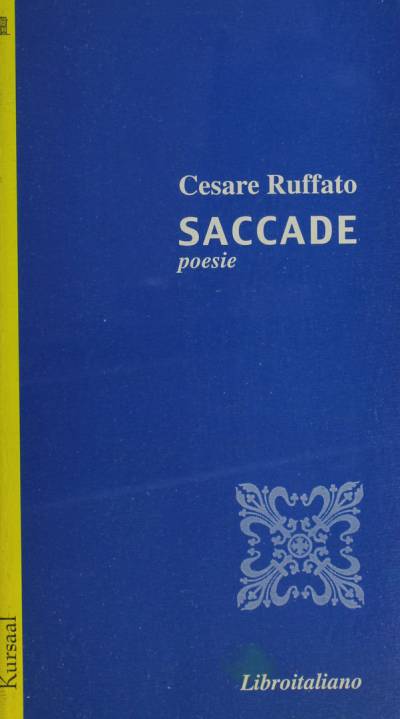 Cesare Ruffato
SACCADE
poesie
Kursaal
Libroitaliano